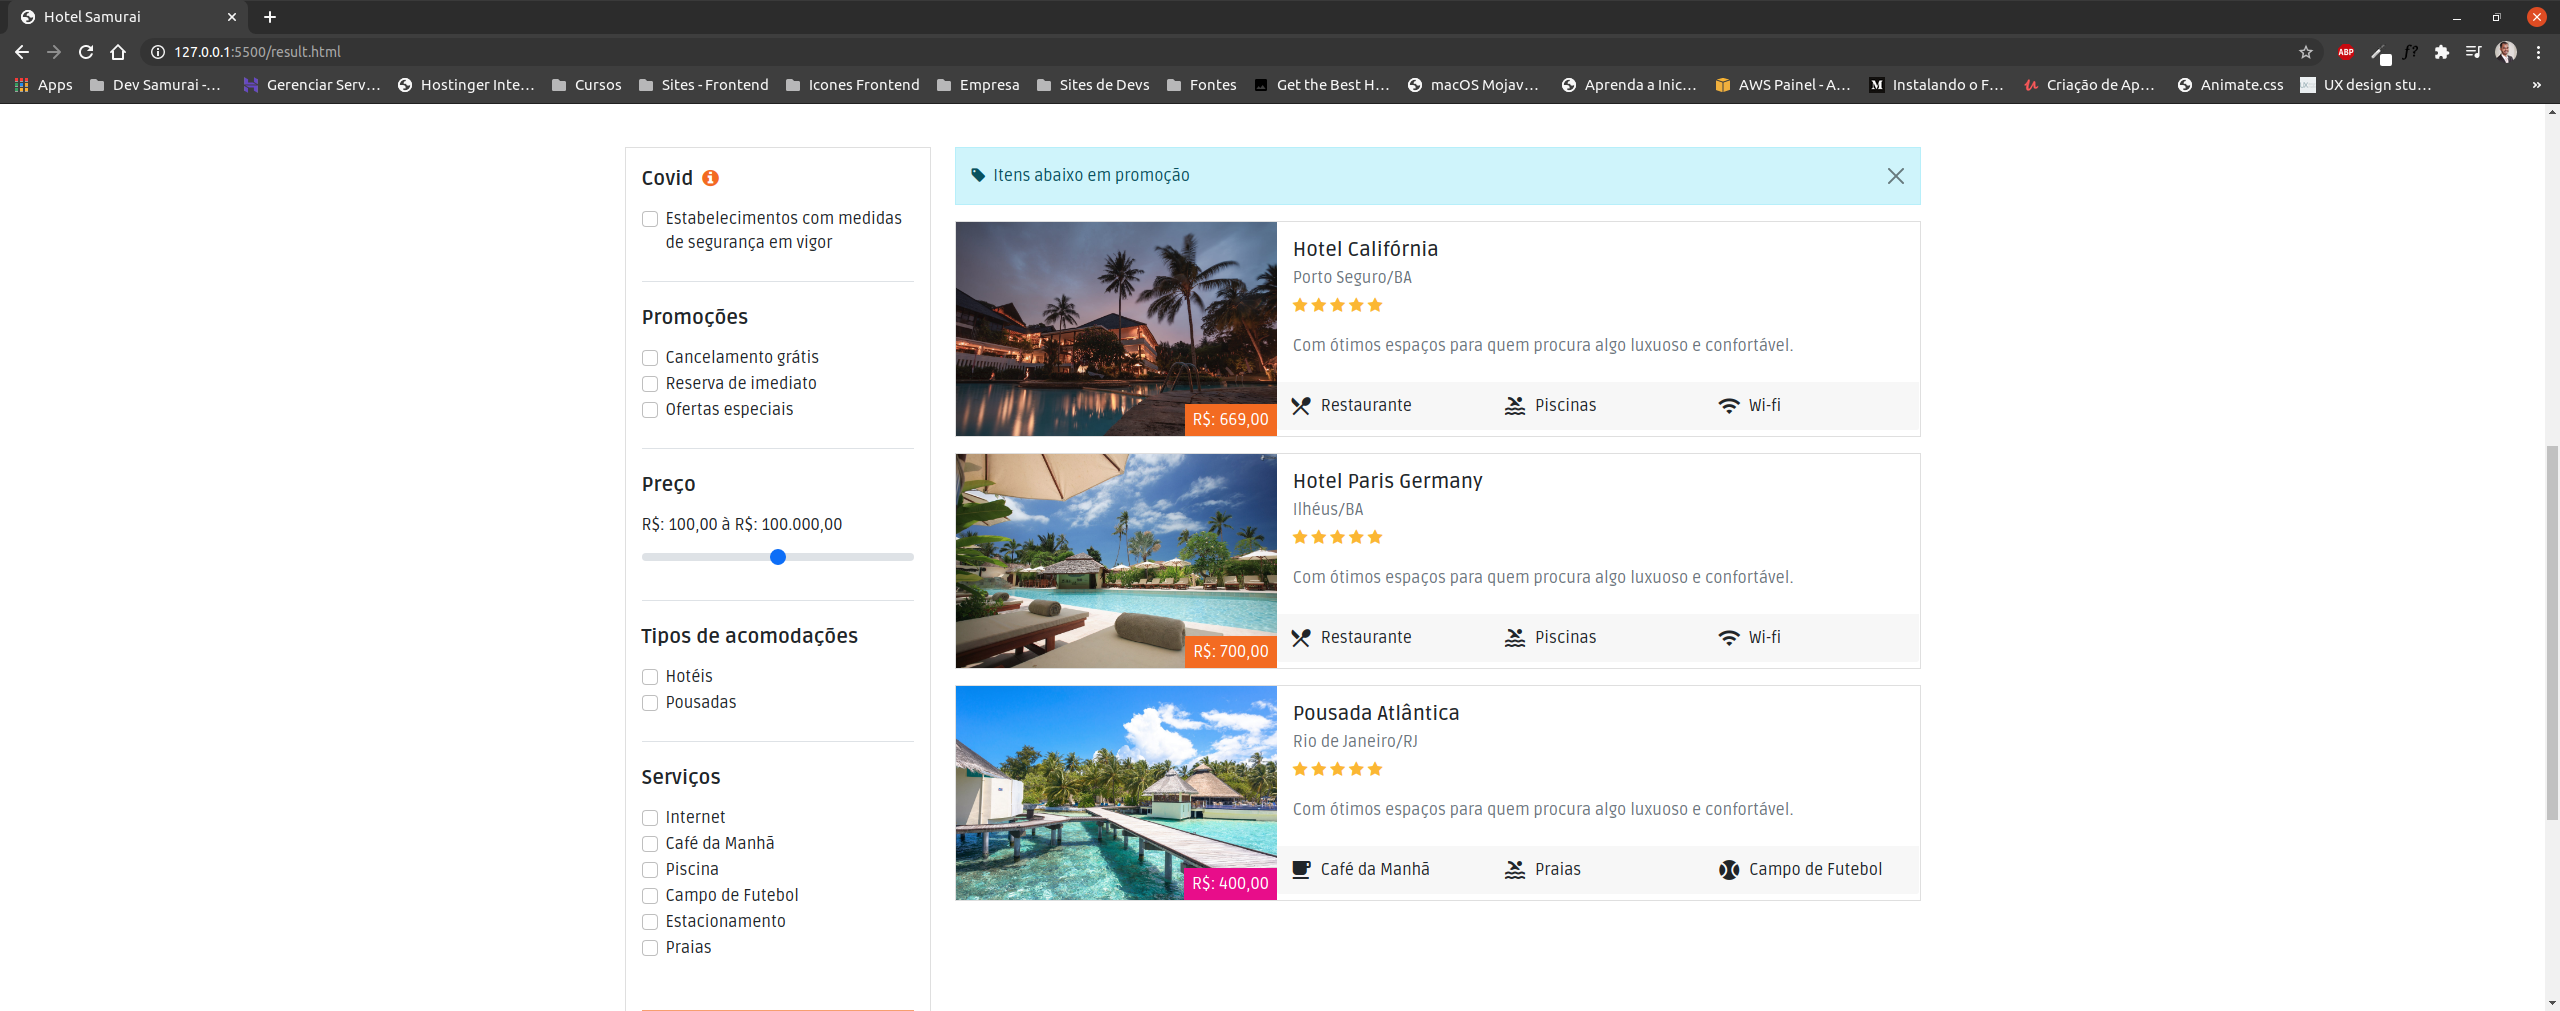 Hotel Samurai
127.0.0.1:5500/result.html
ABP
f?
Apps
Dev Samurai -...
Gerenciar Serv...
Hostinger Inte...
Cursos
Sites - Frontend
Icones Frontend
Empresa
Sites de Devs
Fontes
Get the Best H...
macOS Mojav...
Aprenda a Inic...
AWS Painel - A...
Instalando o F...
Criação de Ap...
Animate.css
UX design stu...
»
Covid
Estabelecimentos com medidas
de segurança em vigor
Promoções
Cancelamento grátis
Reserva de imediato
Ofertas especiais
Preço
R$: 100,00 à R$: 100.000,00
Tipos de acomodações
Hotéis
Pousadas
Serviços
Internet
Café da Manhã
Piscina
Campo de Futebol
Estacionamento
Praias
Itens abaixo em promoção
Hotel Califórnia
Porto Seguro/BA
Com ótimos espaços para quem procura algo luxuoso e confortável.
R$: 669,00
Restaurante
Piscinas
Wi-fi
Hotel Paris Germany
Ilhéus/BA
Com ótimos espaços para quem procura algo luxuoso e confortável.
R$: 700,00
Restaurante
Piscinas
Wi-fi
Pousada Atlântica
Rio de Janeiro/RJ
Com ótimos espaços para quem procura algo luxuoso e confortável.
R$: 400,00
Café da Manhã
Praias
Campo de Futebol